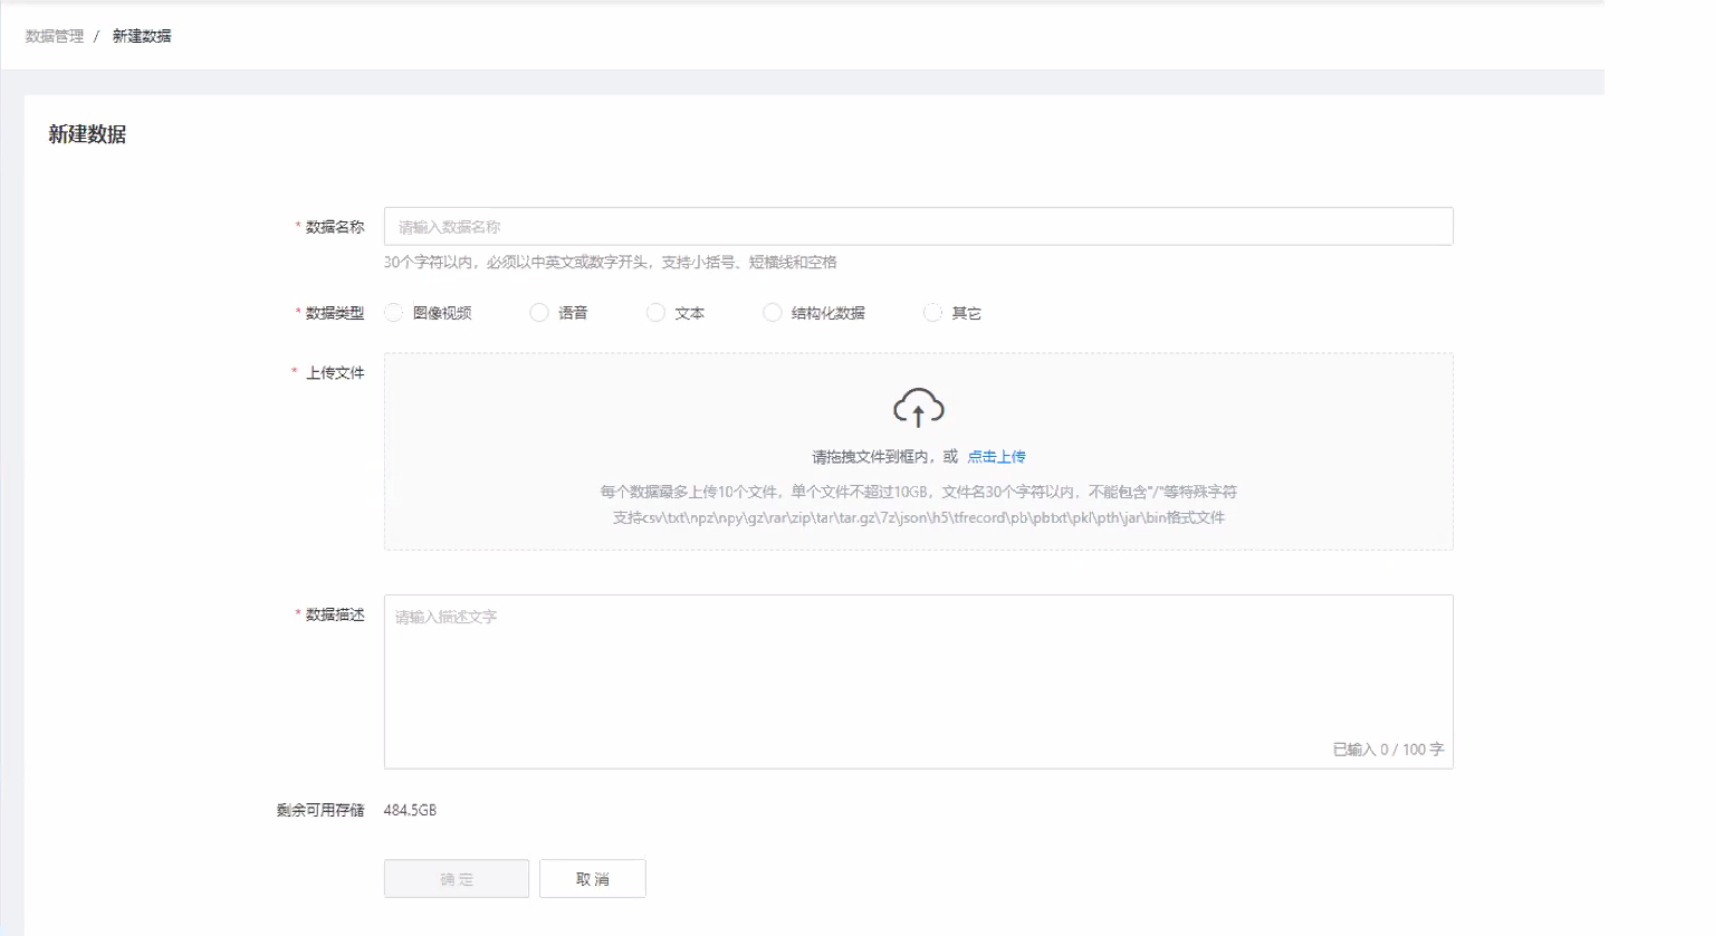 数据管理 / 新建数据
新建数据
* 数据名称 请输入数据名称
30个字符以内，必须以中英文或数字开头，支持小括号、短横线和空格
* 数据类型 图像视频 语音 文本 结构化数据 其它
* 上传文件
请拖拽文件到框内，或 点击上传
每个数据最多上传10个文件，单个文件不超过10GB，文件名30个字符以内，不能包含"/"等特殊字符
支持csv\txt\npz\npy\gz\rar\zip\tar\tar.gz\7z\json\h5\tfrecord\pb\pbtxt\pkl\pth\jar\bin格式文件
* 数据描述 请输入描述文字
已输入 0 / 100 字
剩余可用存储 484.5GB
确 定 取 消